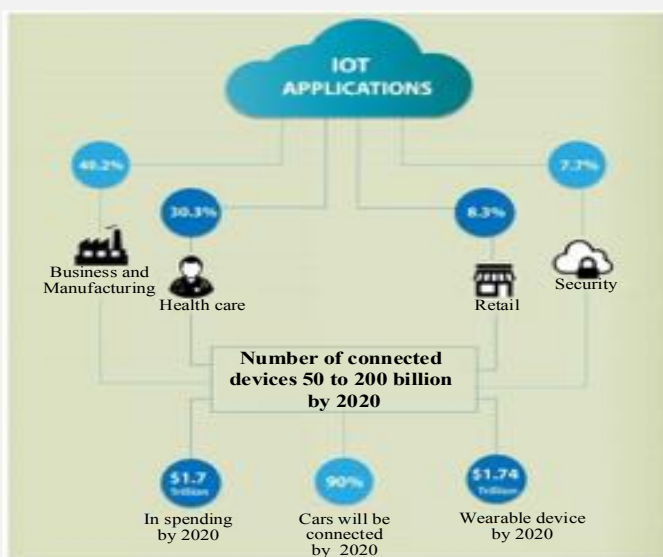 IOT
APPLICATIONS
40.2%
7.7%
30.3%
8.3%
Business and
Manufacturing
Health care
Retail
Security
Number of connected
devices 50 to 200 billion
by 2020
$1.7
Trillion
90%
$1.74
Trillion
In spending
by 2020
Cars will be
connected
by 2020
Wearable device
by 2020